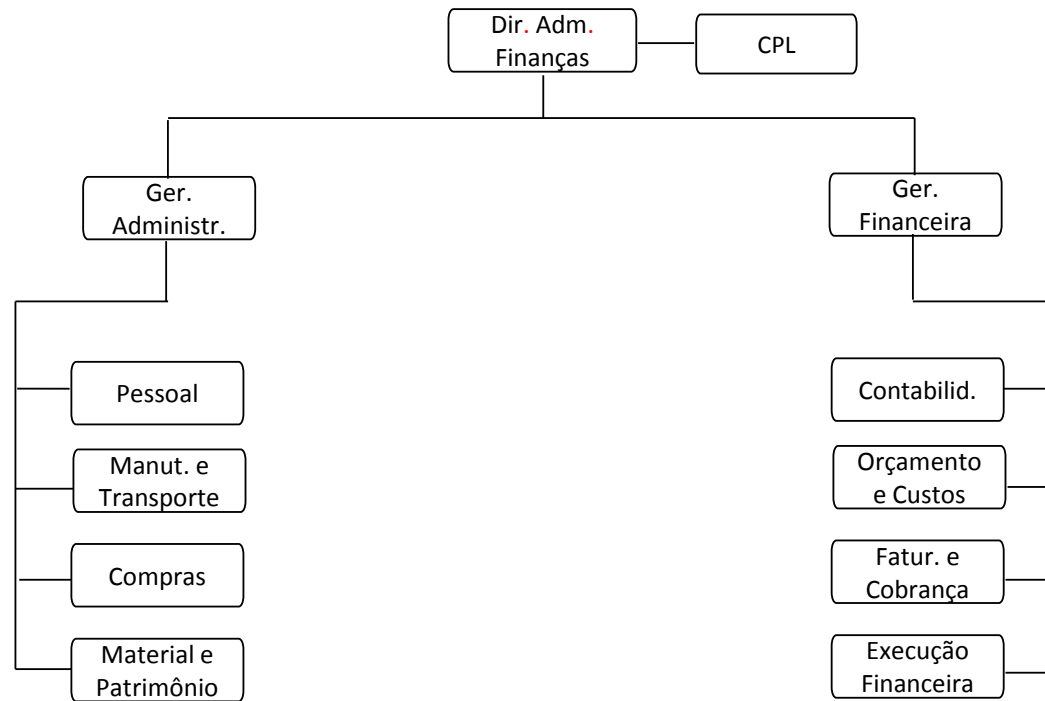 Dir. Adm.
Finanças
CPL
Ger.
Administr.
Ger.
Financeira
Pessoal
Contabilid.
Manut. e
Transporte
Orçamento
e Custos
Compras
Fatur. e
Cobrança
Material e
Patrimônio
Execução
Financeira